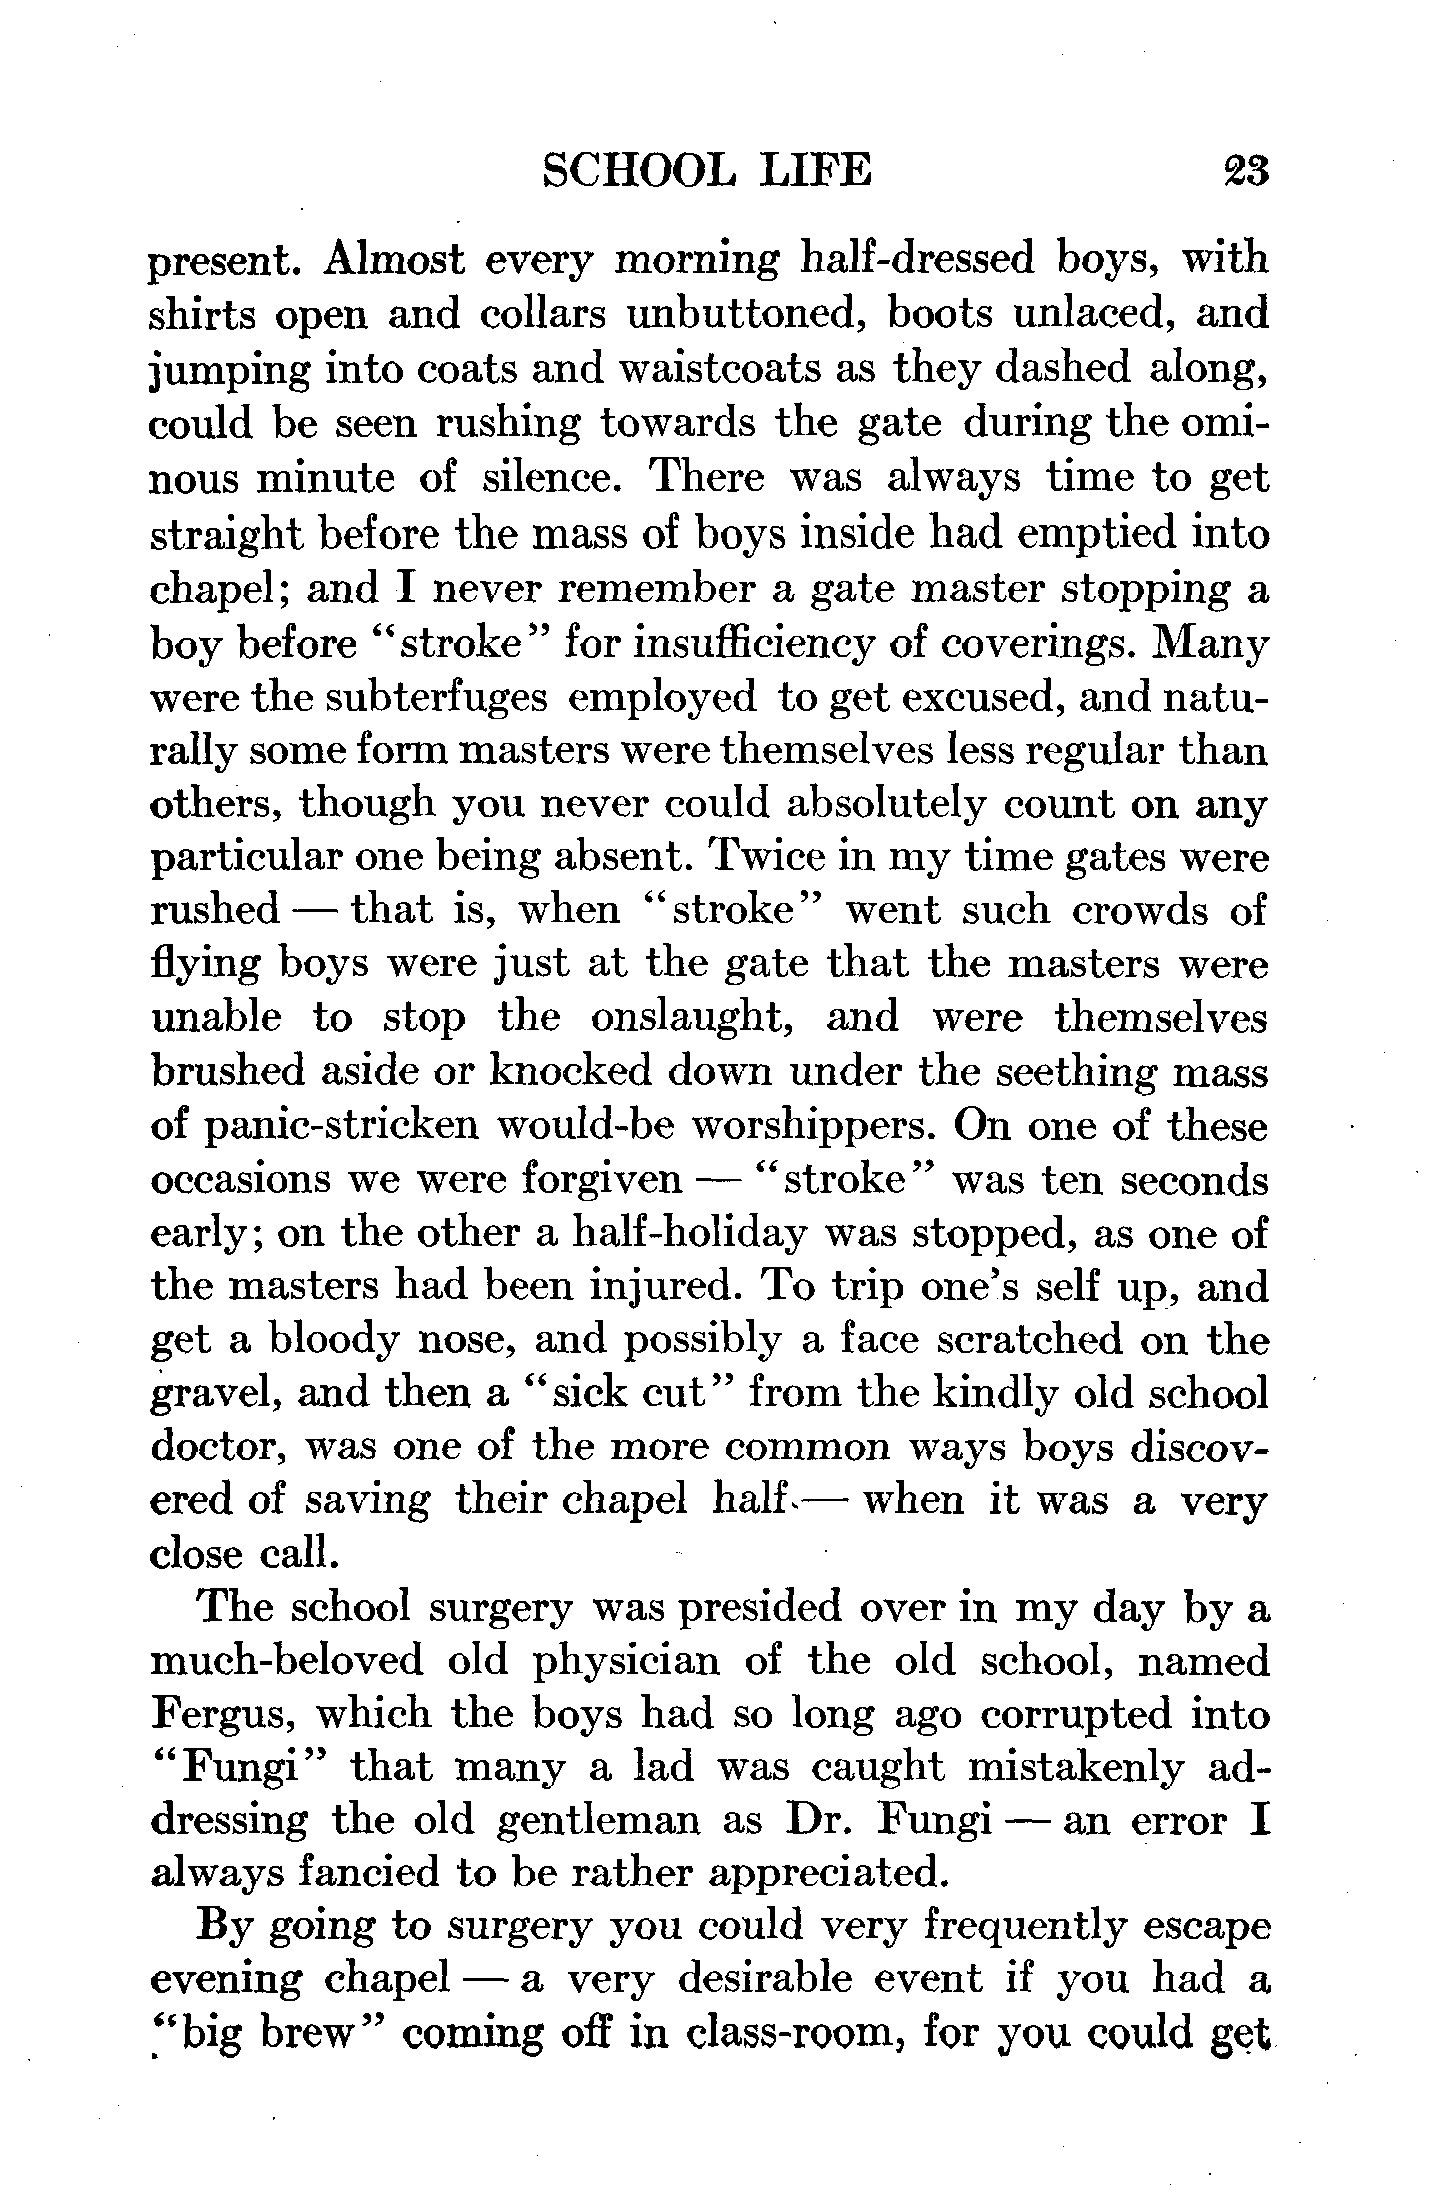 SCHOOL LIFE 23
present. Almost every morning half-dressed boys, with
shirts open and collars unbuttoned, boots unlaced, and
jumping into coats and waistcoats as they dashed along,
could be seen rushing towards the gate during the omi-
nous minute of silence. There was always time to get
straight before the mass of boys inside had emptied into
chapel; and I never remember a gate master stopping a
boy before “stroke” for insufficiency of coverings. Many
were the subterfuges employed to get excused, and natu-
rally some form masters were themselves less regular than
others, though you never could absolutely count on any
particular one being absent. Twice in my time gates were
rushed — that is, when “stroke” went such crowds of
flying boys were just at the gate that the masters were
unable to stop the onslaught, and were themselves
brushed aside or knocked down under the seething mass
of panic-stricken would-be worshippers. On one of these
occasions we were forgiven — “stroke” was ten seconds
early; on the other a half-holiday was stopped, as one of
the masters had been injured. To trip one's self up, and
get a bloody nose, and possibly a face scratched on the
gravel, and then a “sick cut” from the kindly old school
doctor, was one of the more common ways boys discov-
ered of saving their chapel half — when it was a very
close call.
The school surgery was presided over in my day by a
much-beloved old physician of the old school, named
Fergus, which the boys had so long ago corrupted into
“Fungi” that many a lad was caught mistakenly ad-
dressing the old gentleman as Dr. Fungi — an error I
always fancied to be rather appreciated.
By going to surgery you could very frequently escape
evening chapel — a very desirable event if you had a
“big brew” coming off in class-room, for you could get